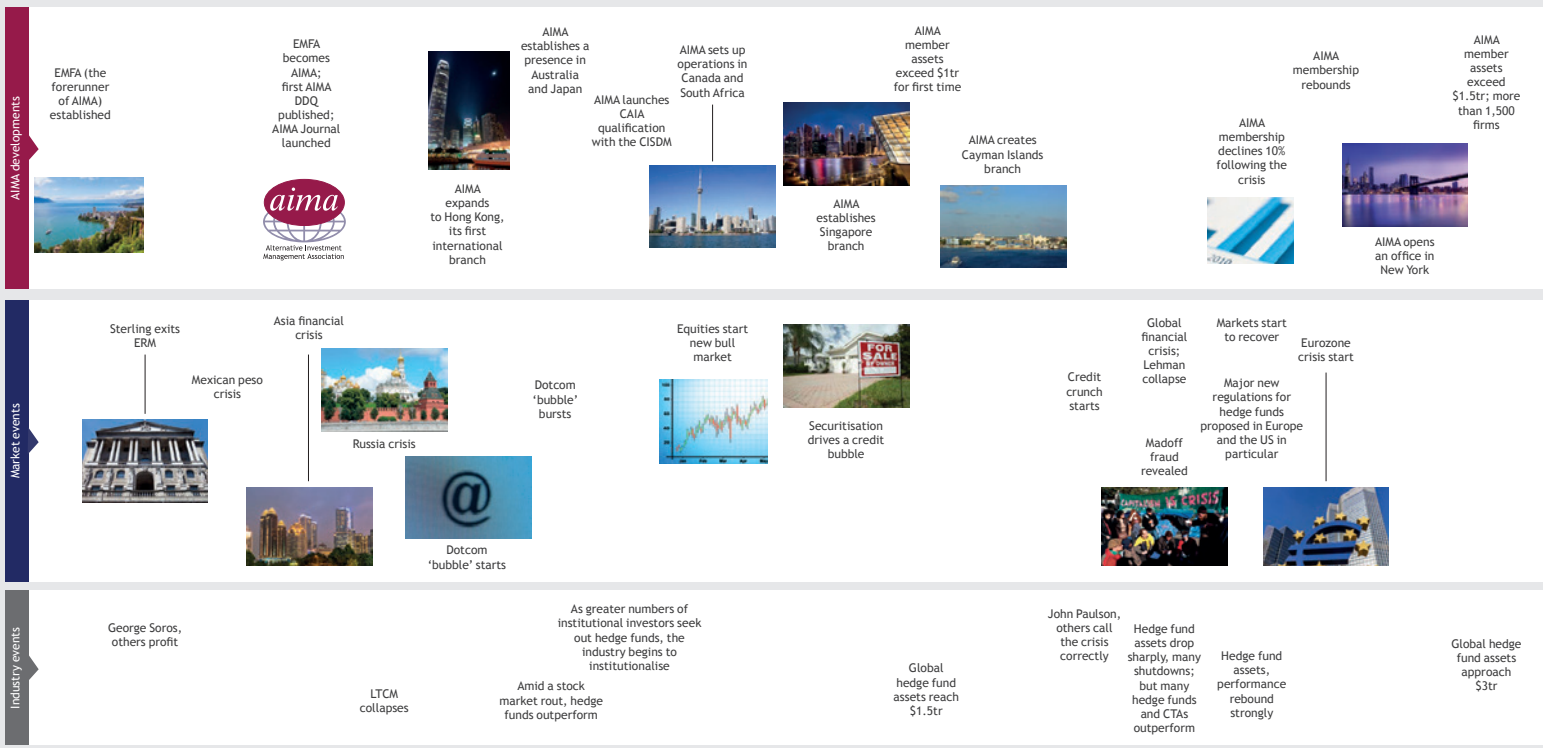 AIMA developments
EMFA (the
forerunner
of AIMA)
established
EMFA
becomes
AIMA;
first AIMA
DDQ
published;
AIMA Journal
launched
aima
Alternative Investment
Management Association
AIMA
expands
to Hong Kong,
its first
international
branch
AIMA
establishes a
presence in
Australia
and Japan
AIMA launches
CAIA
qualification
with the CISDM
AIMA sets up
operations in
Canada and
South Africa
AIMA
establishes
Singapore
branch
AIMA
member
assets
exceed $1tr
for first time
AIMA creates
Cayman Islands
branch
AIMA
membership
declines 10%
following the
crisis
AIMA
membership
rebounds
AIMA opens
an office in
New York
AIMA
member
assets
exceed
$1.5tr; more
than 1,500
firms
Market events
Sterling exits
ERM
Mexican peso
crisis
Asia financial
crisis
Russia crisis
Dotcom
‘bubble’ starts
Dotcom
‘bubble’
bursts
Equities start
new bull
market
FOR
SALE
BY OWNER
Securitisation
drives a credit
bubble
Credit
crunch
starts
Global
financial
crisis;
Lehman
collapse
Madoff
fraud
revealed
CRISIS
Markets start
to recover
Major new
regulations for
hedge funds
proposed in Europe
and the US in
particular
Eurozone
crisis start
Industry events
George Soros,
others profit
LTCM
collapses
As greater numbers of
institutional investors seek
out hedge funds, the
industry begins to
institutionalise
Amid a stock
market rout, hedge
funds outperform
Global
hedge fund
assets reach
$1.5tr
John Paulson,
others call
the crisis
correctly
Hedge fund
assets drop
sharply, many
shutdowns;
but many
hedge funds
and CTAs
outperform
Hedge fund
assets,
performance
rebound
strongly
Global hedge
fund assets
approach
$3tr